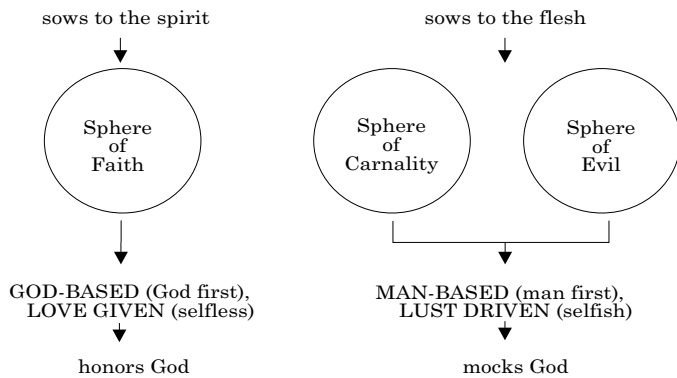 sows to the spirit
Sphere
of
Faith
GOD-BASED (God first),
LOVE GIVEN (selfless)
honors God
sows to the flesh
Sphere
of
Carnality
Sphere
of
Evil
MAN-BASED (man first),
LUST DRIVEN (selfish)
mocks God